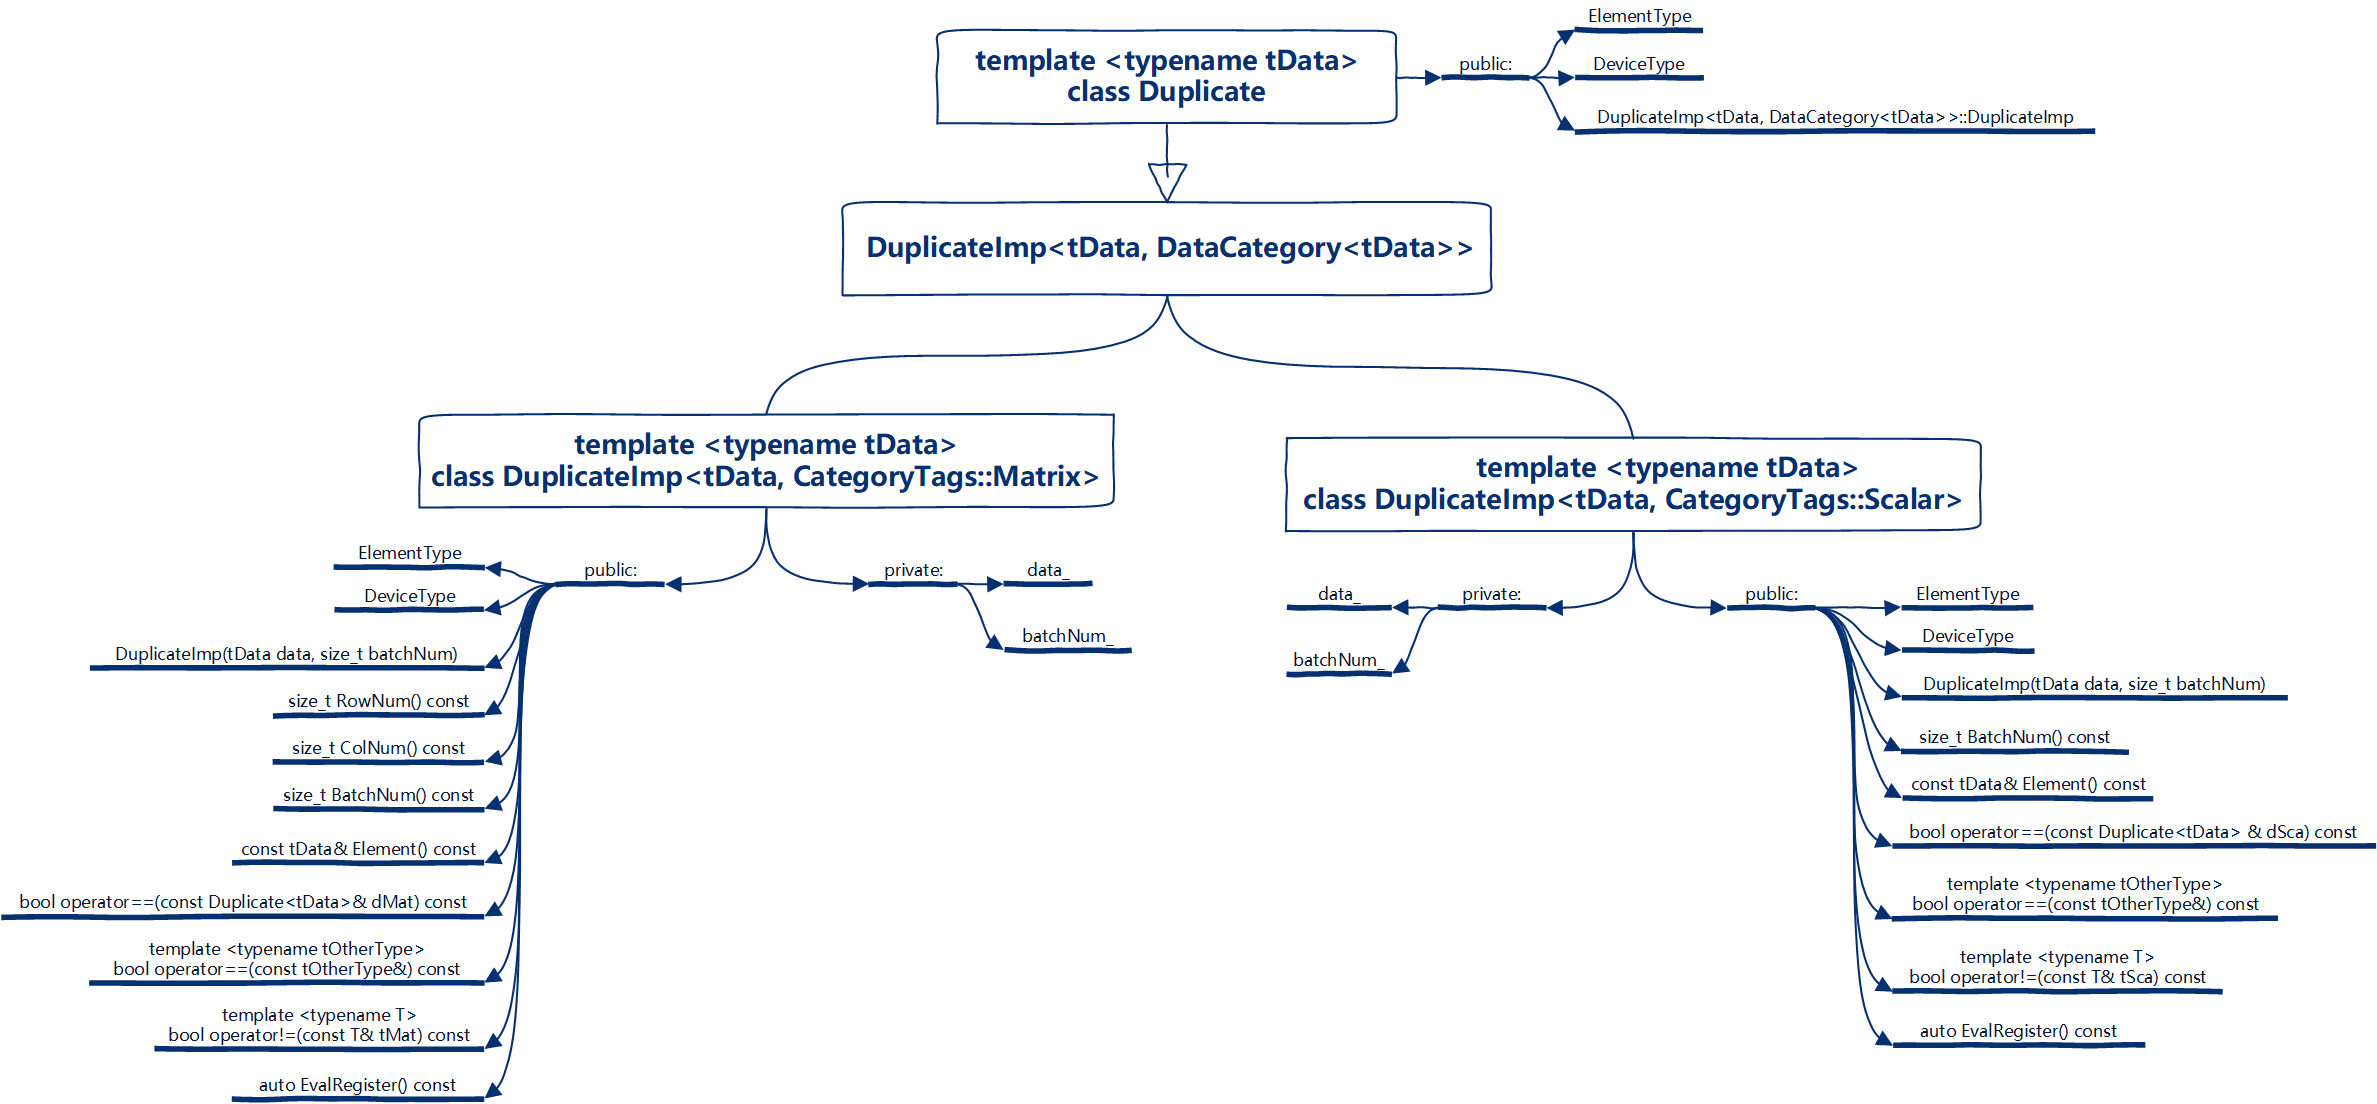 template <typename tData>
class Duplicate
public:
ElementType
DeviceType
DuplicateImp<tData, DataCategory<tData>>::DuplicateImp
DuplicateImp<tData, DataCategory<tData>>
template <typename tData>
class DuplicateImp<tData, CategoryTags::Matrix>
public:
ElementType
DeviceType
DuplicateImp(tData data, size_t batchNum)
size_t RowNum() const
size_t ColNum() const
size_t BatchNum() const
const tData& Element() const
bool operator==(const Duplicate<tData>& dMat) const
template <typename tOtherType>
bool operator==(const tOtherType&) const
template <typename T>
bool operator!=(const T& tMat) const
auto EvalRegister() const
private:
data_
batchNum_
template <typename tData>
class DuplicateImp<tData, CategoryTags::Scalar>
private:
data_
batchNum_
public:
ElementType
DeviceType
DuplicateImp(tData data, size_t batchNum)
size_t BatchNum() const
const tData& Element() const
bool operator==(const Duplicate<tData> & dSca) const
template <typename tOtherType>
bool operator==(const tOtherType&) const
template <typename T>
bool operator!=(const T& tSca) const
auto EvalRegister() const